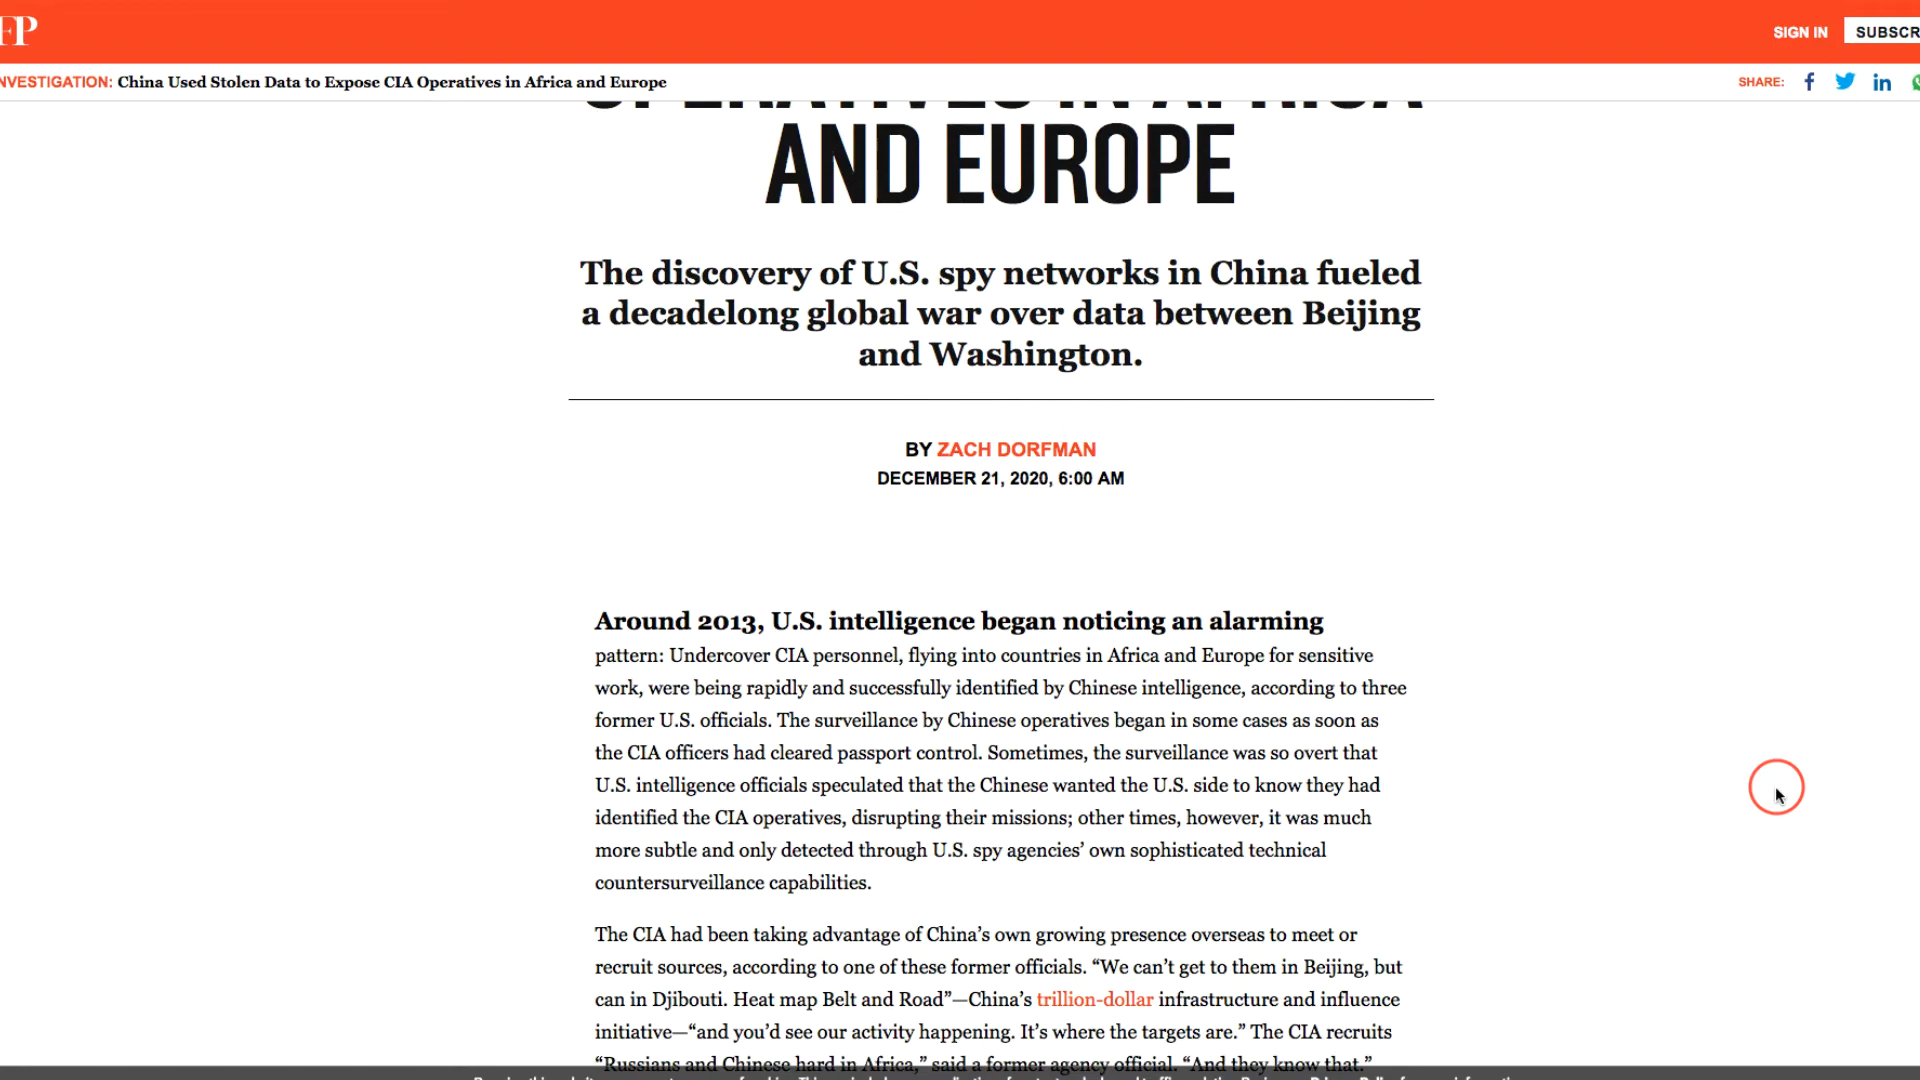 FP
SIGN IN
SUBSCR
NVESTIGATION: China Used Stolen Data to Expose CIA Operatives in Africa and Europe
SHARE:
OPERATIVES IN AFRICA
AND EUROPE
The discovery of U.S. spy networks in China fueled
a decadelong global war over data between Beijing
and Washington.
BY ZACH DORFMAN
DECEMBER 21, 2020, 6:00 AM
Around 2013, U.S. intelligence began noticing an alarming
pattern: Undercover CIA personnel, flying into countries in Africa and Europe for sensitive
work, were being rapidly and successfully identified by Chinese intelligence, according to three
former U.S. officials. The surveillance by Chinese operatives began in some cases as soon as
the CIA officers had cleared passport control. Sometimes, the surveillance was so overt that
U.S. intelligence officials speculated that the Chinese wanted the U.S. side to know they had
identified the CIA operatives, disrupting their missions; other times, however, it was much
more subtle and only detected through U.S. spy agencies’ own sophisticated technical
countersurveillance capabilities.
The CIA had been taking advantage of China’s own growing presence overseas to meet or
recruit sources, according to one of these former officials. “We can’t get to them in Beijing, but
can in Djibouti. Heat map Belt and Road”—China’s trillion-dollar infrastructure and influence
initiative—“and you’d see our activity happening. It’s where the targets are.” The CIA recruits
“Russians and Chinese hard in Africa,” said a former agency official. “And they know that.”